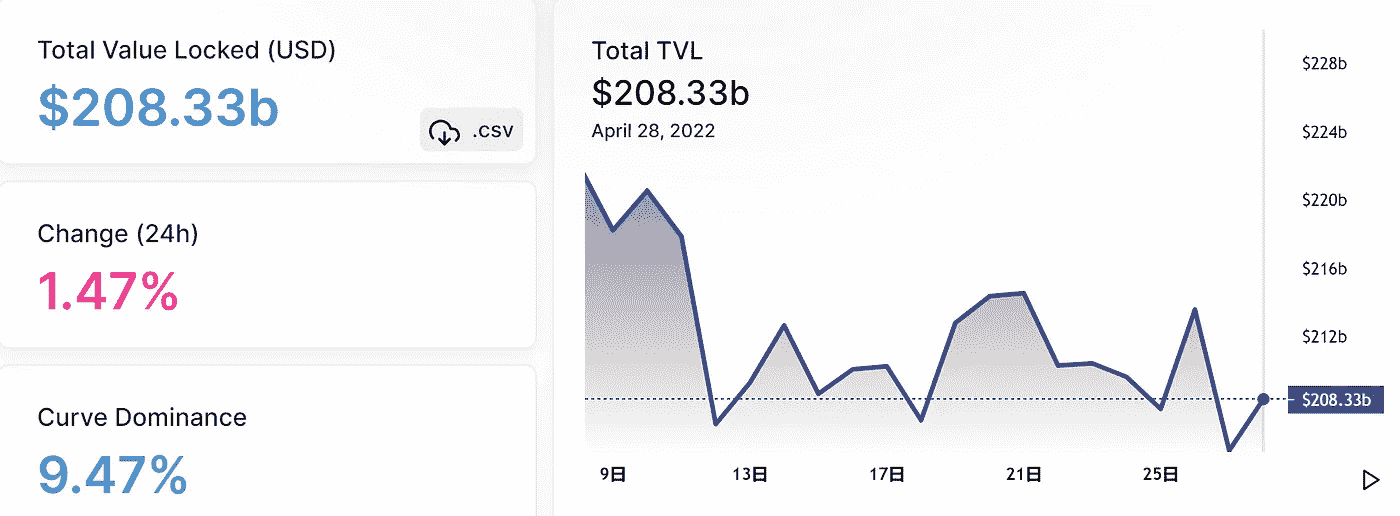 Total Value Locked (USD)
$208.33b
.csv
Change (24h)
1.47%
Curve Dominance
9.47%
Total TVL
$208.33b
April 28, 2022
$228b
$224b
$220b
$216b
$212b
$208.33b
9日
13日
17日
21日
25日